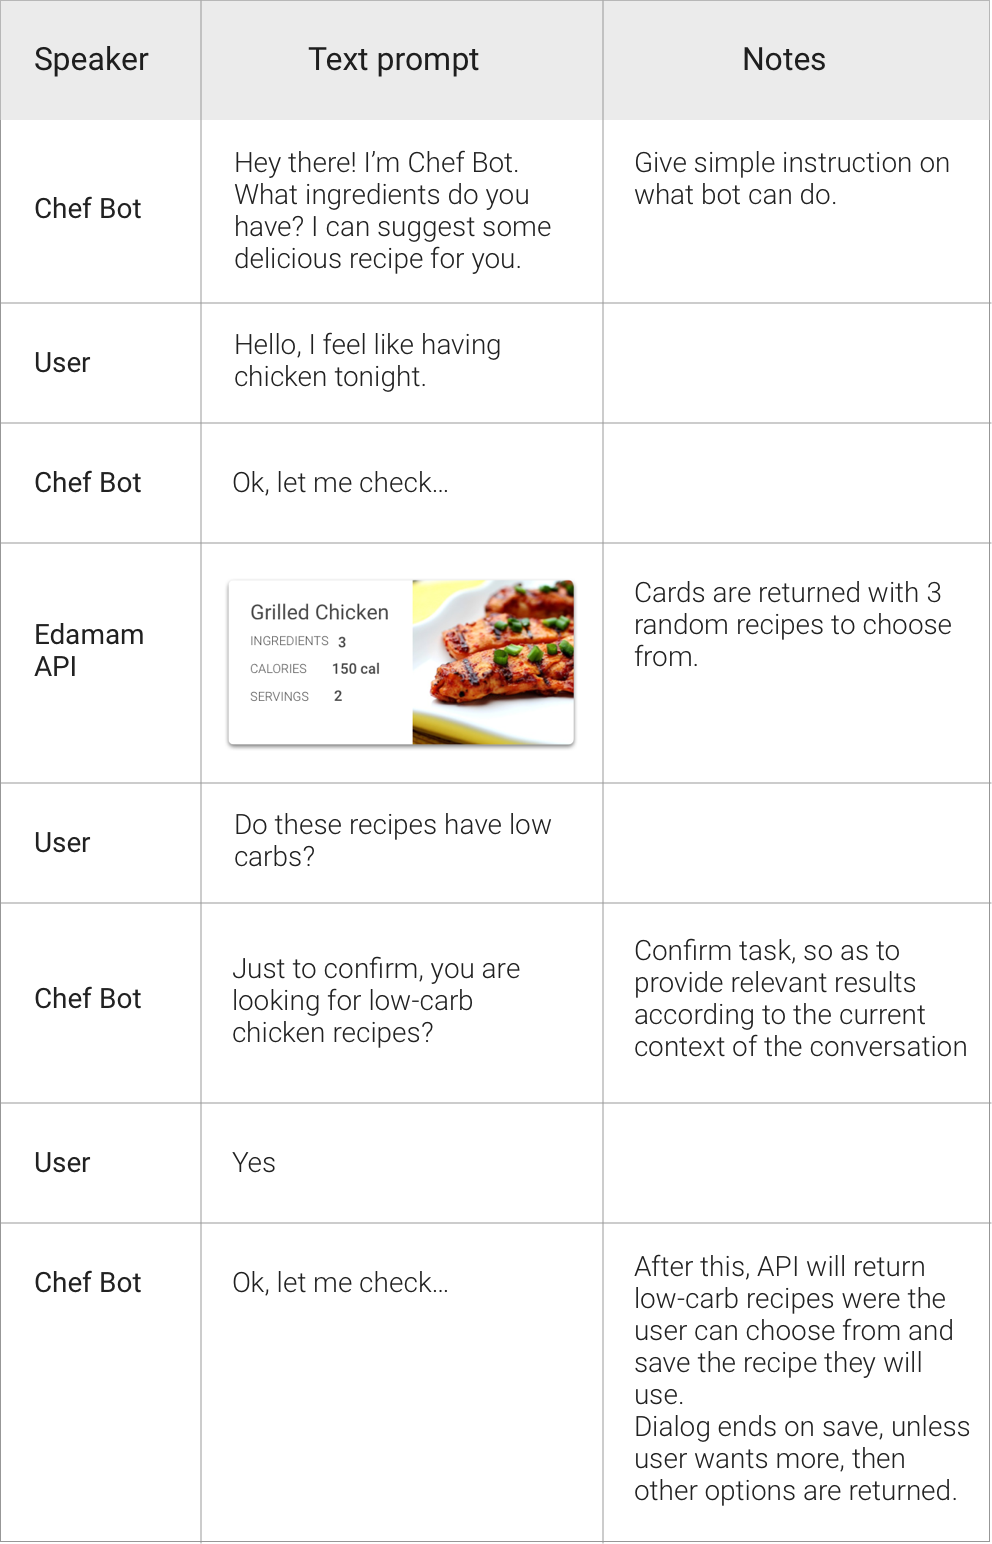 Speaker
Text prompt
Notes
Chef Bot
Hey there! I’m Chef Bot.
What ingredients do you
have? I can suggest some
delicious recipe for you.
Give simple instruction on
what bot can do.
User
Hello, I feel like having
chicken tonight.
Chef Bot
Ok, let me check...
Edamam
API
Grilled Chicken
INGREDIENTS 3
CALORIES 150 cal
SERVINGS 2
Cards are returned with 3
random recipes to choose
from.
User
Do these recipes have low
carbs?
Chef Bot
Just to confirm, you are
looking for low-carb
chicken recipes?
Confirm task, so as to
provide relevant results
according to the current
context of the conversation
User
Yes
Chef Bot
Ok, let me check...
After this, API will return
low-carb recipes were the
user can choose from and
save the recipe they will
use.
Dialog ends on save, unless
user wants more, then
other options are returned.